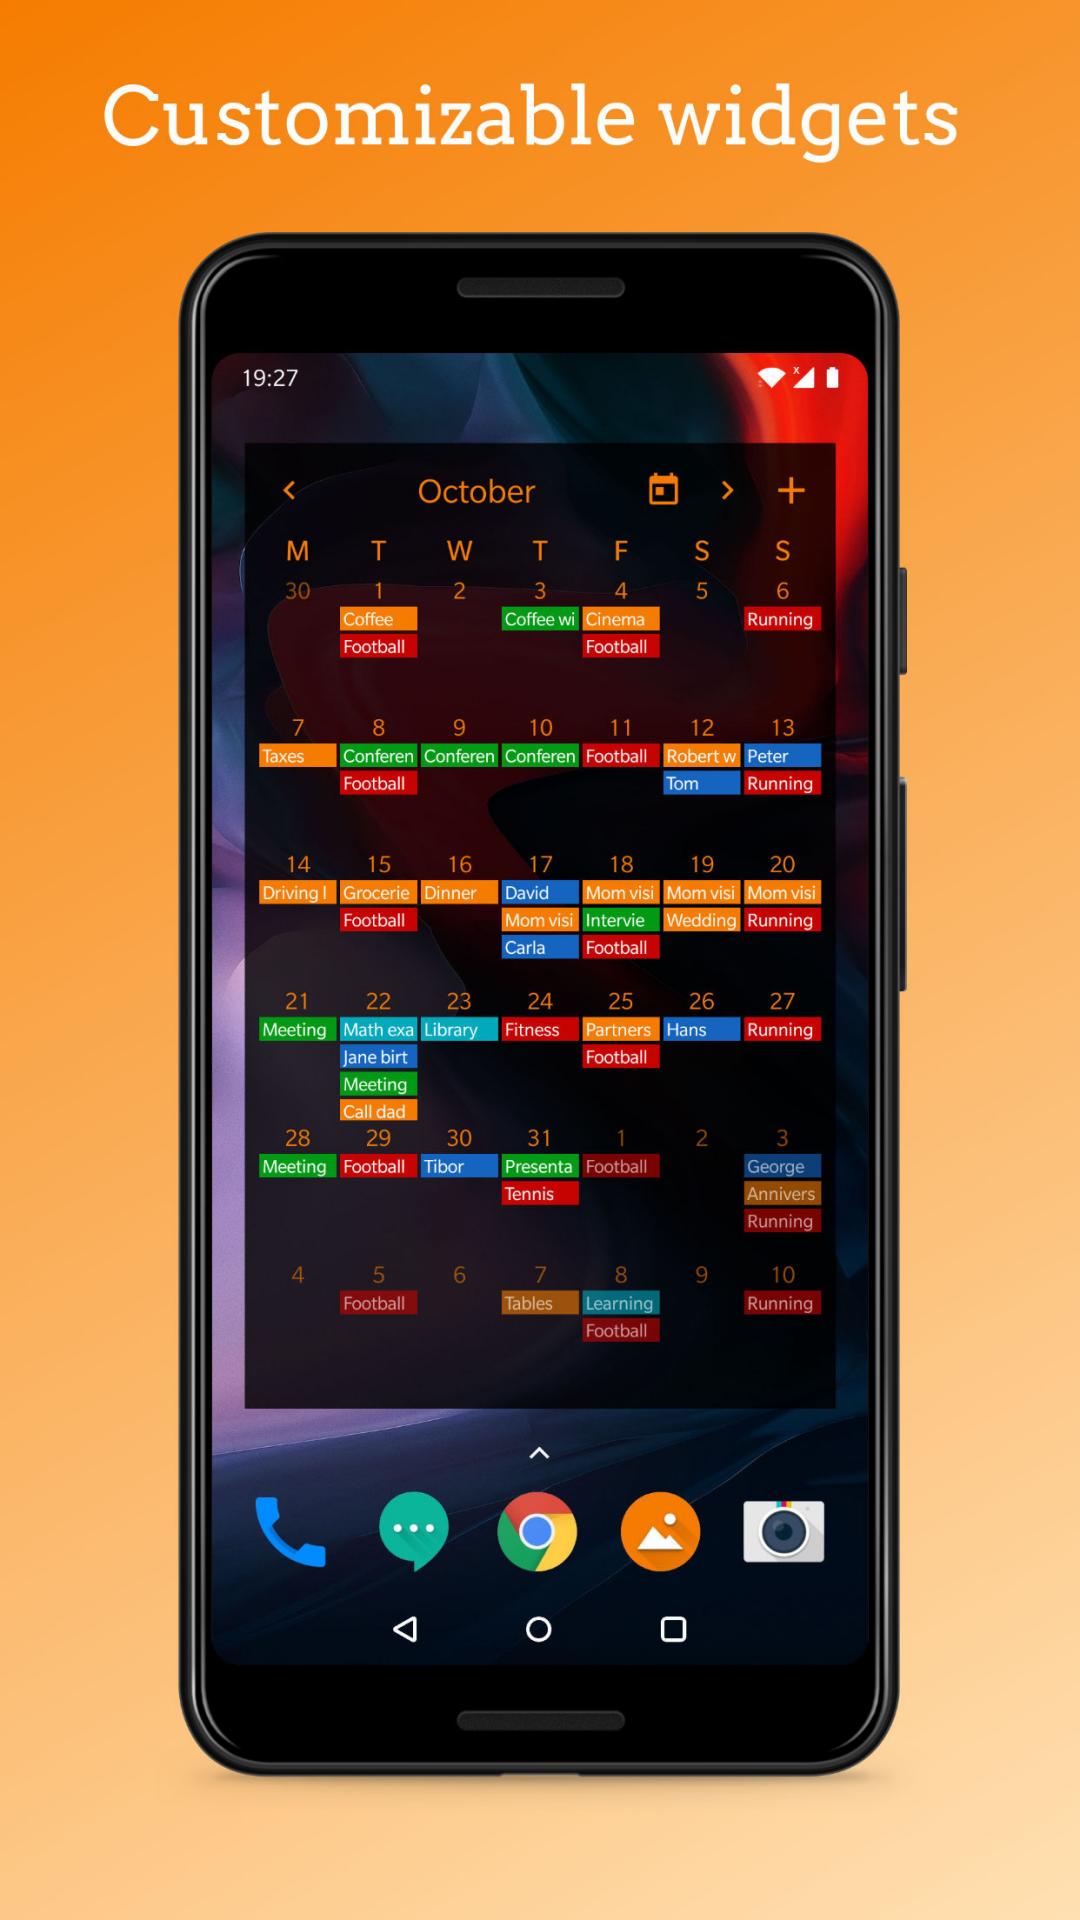 Customizable widgets
19:27
October
M T W T F S S
30 1 2 3 4 5 6
Coffee Coffee wi Cinema Running
Football Football
7 8 9 10 11 12 13
Taxes Conferen Conferen Conferen Football Robert w Peter
Football Tom Running
14 15 16 17 18 19 20
Driving l Grocerie Dinner David Mom visi Mom visi Mom visi
Football Mom visi Intervie Wedding Running
Carla Football
21 22 23 24 25 26 27
Meeting Math exa Library Fitness Partners Hans Running
Jane birt Football
Meeting
Call dad
28 29 30 31 1 2 3
Meeting Football Tibor Presenta Football George
Tennis Annivers
Running
4 5 6 7 8 9 10
Football Tables Learning Running
Football